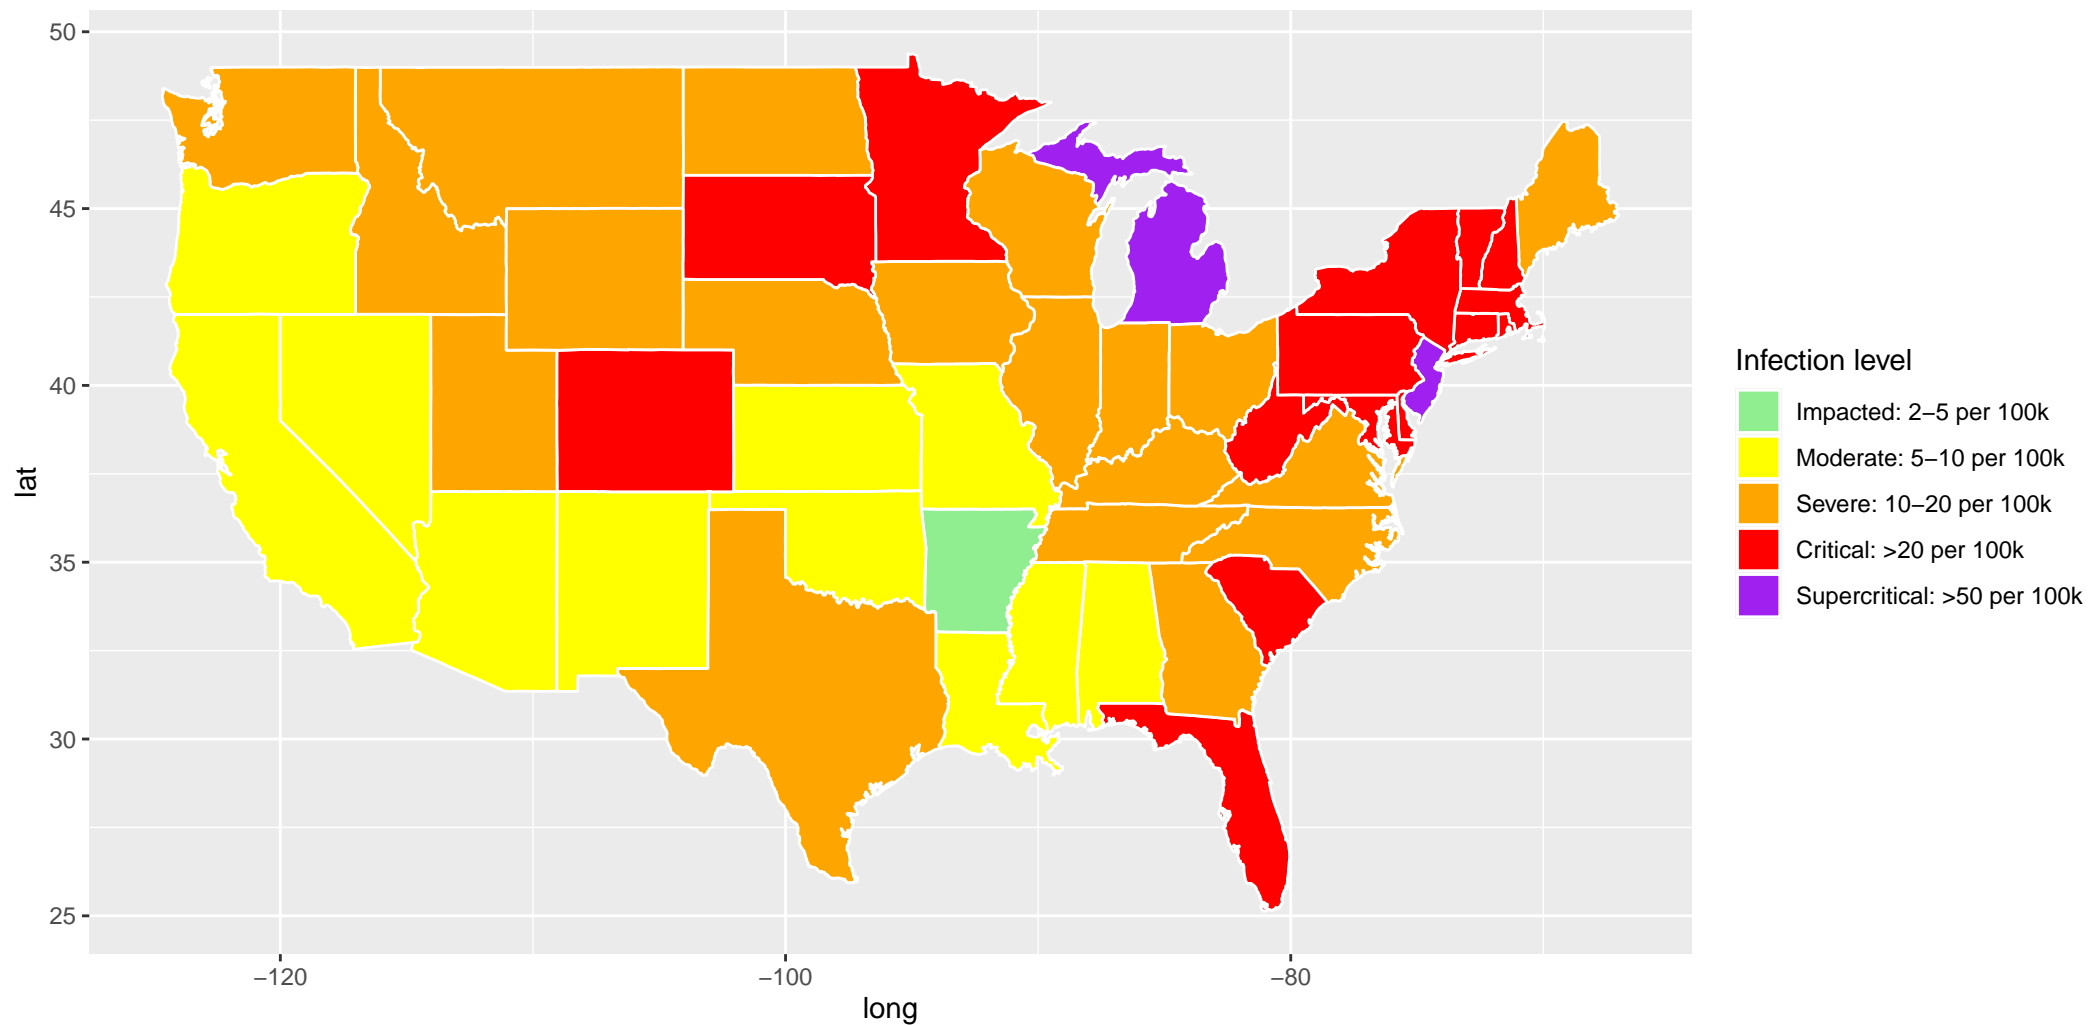 50
45
40
35
30
25
lat
−120
−100
−80
long
Infection level
Impacted: 2−5 per 100k
Moderate: 5−10 per 100k
Severe: 10−20 per 100k
Critical: >20 per 100k
Supercritical: >50 per 100k